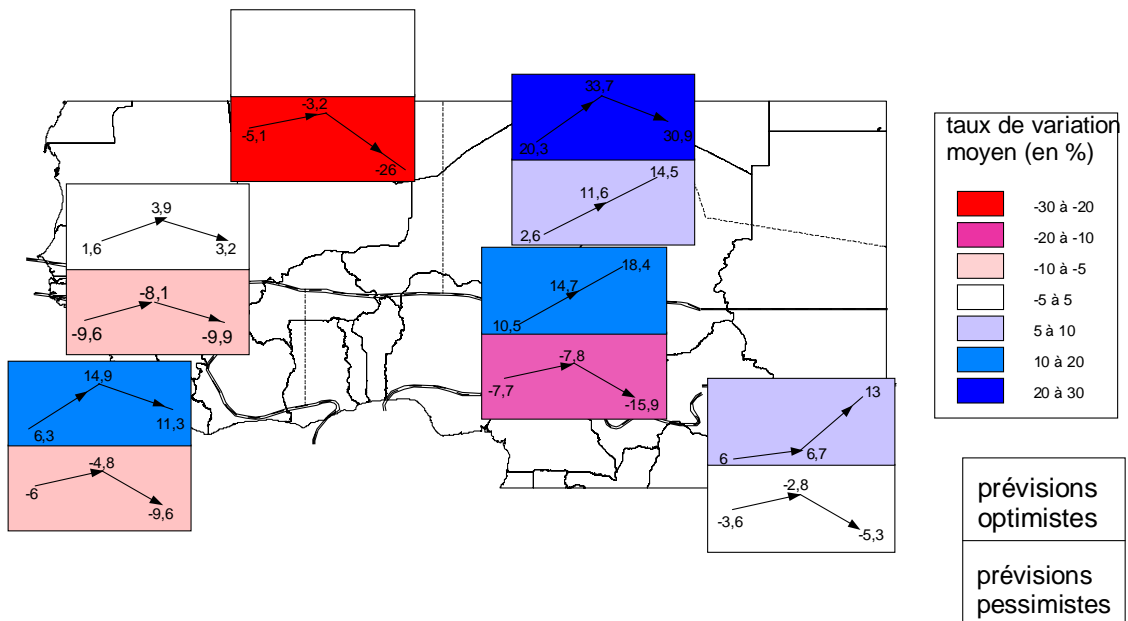 -3,2
-5,1
-26
33,7
20,3
30,9
14,5
11,6
2,6
3,9
1,6
3,2
-8,1
-9,6
-9,9
18,4
14,7
10,5
-7,8
-7,7
-15,9
14,9
6,3
11,3
-4,8
-6
-9,6
13
6
6,7
-2,8
-3,6
-5,3
taux de variation
moyen (en %)
-30 à -20
-20 à -10
-10 à -5
-5 à 5
5 à 10
10 à 20
20 à 30
prévisions
optimistes
prévisions
pessimistes